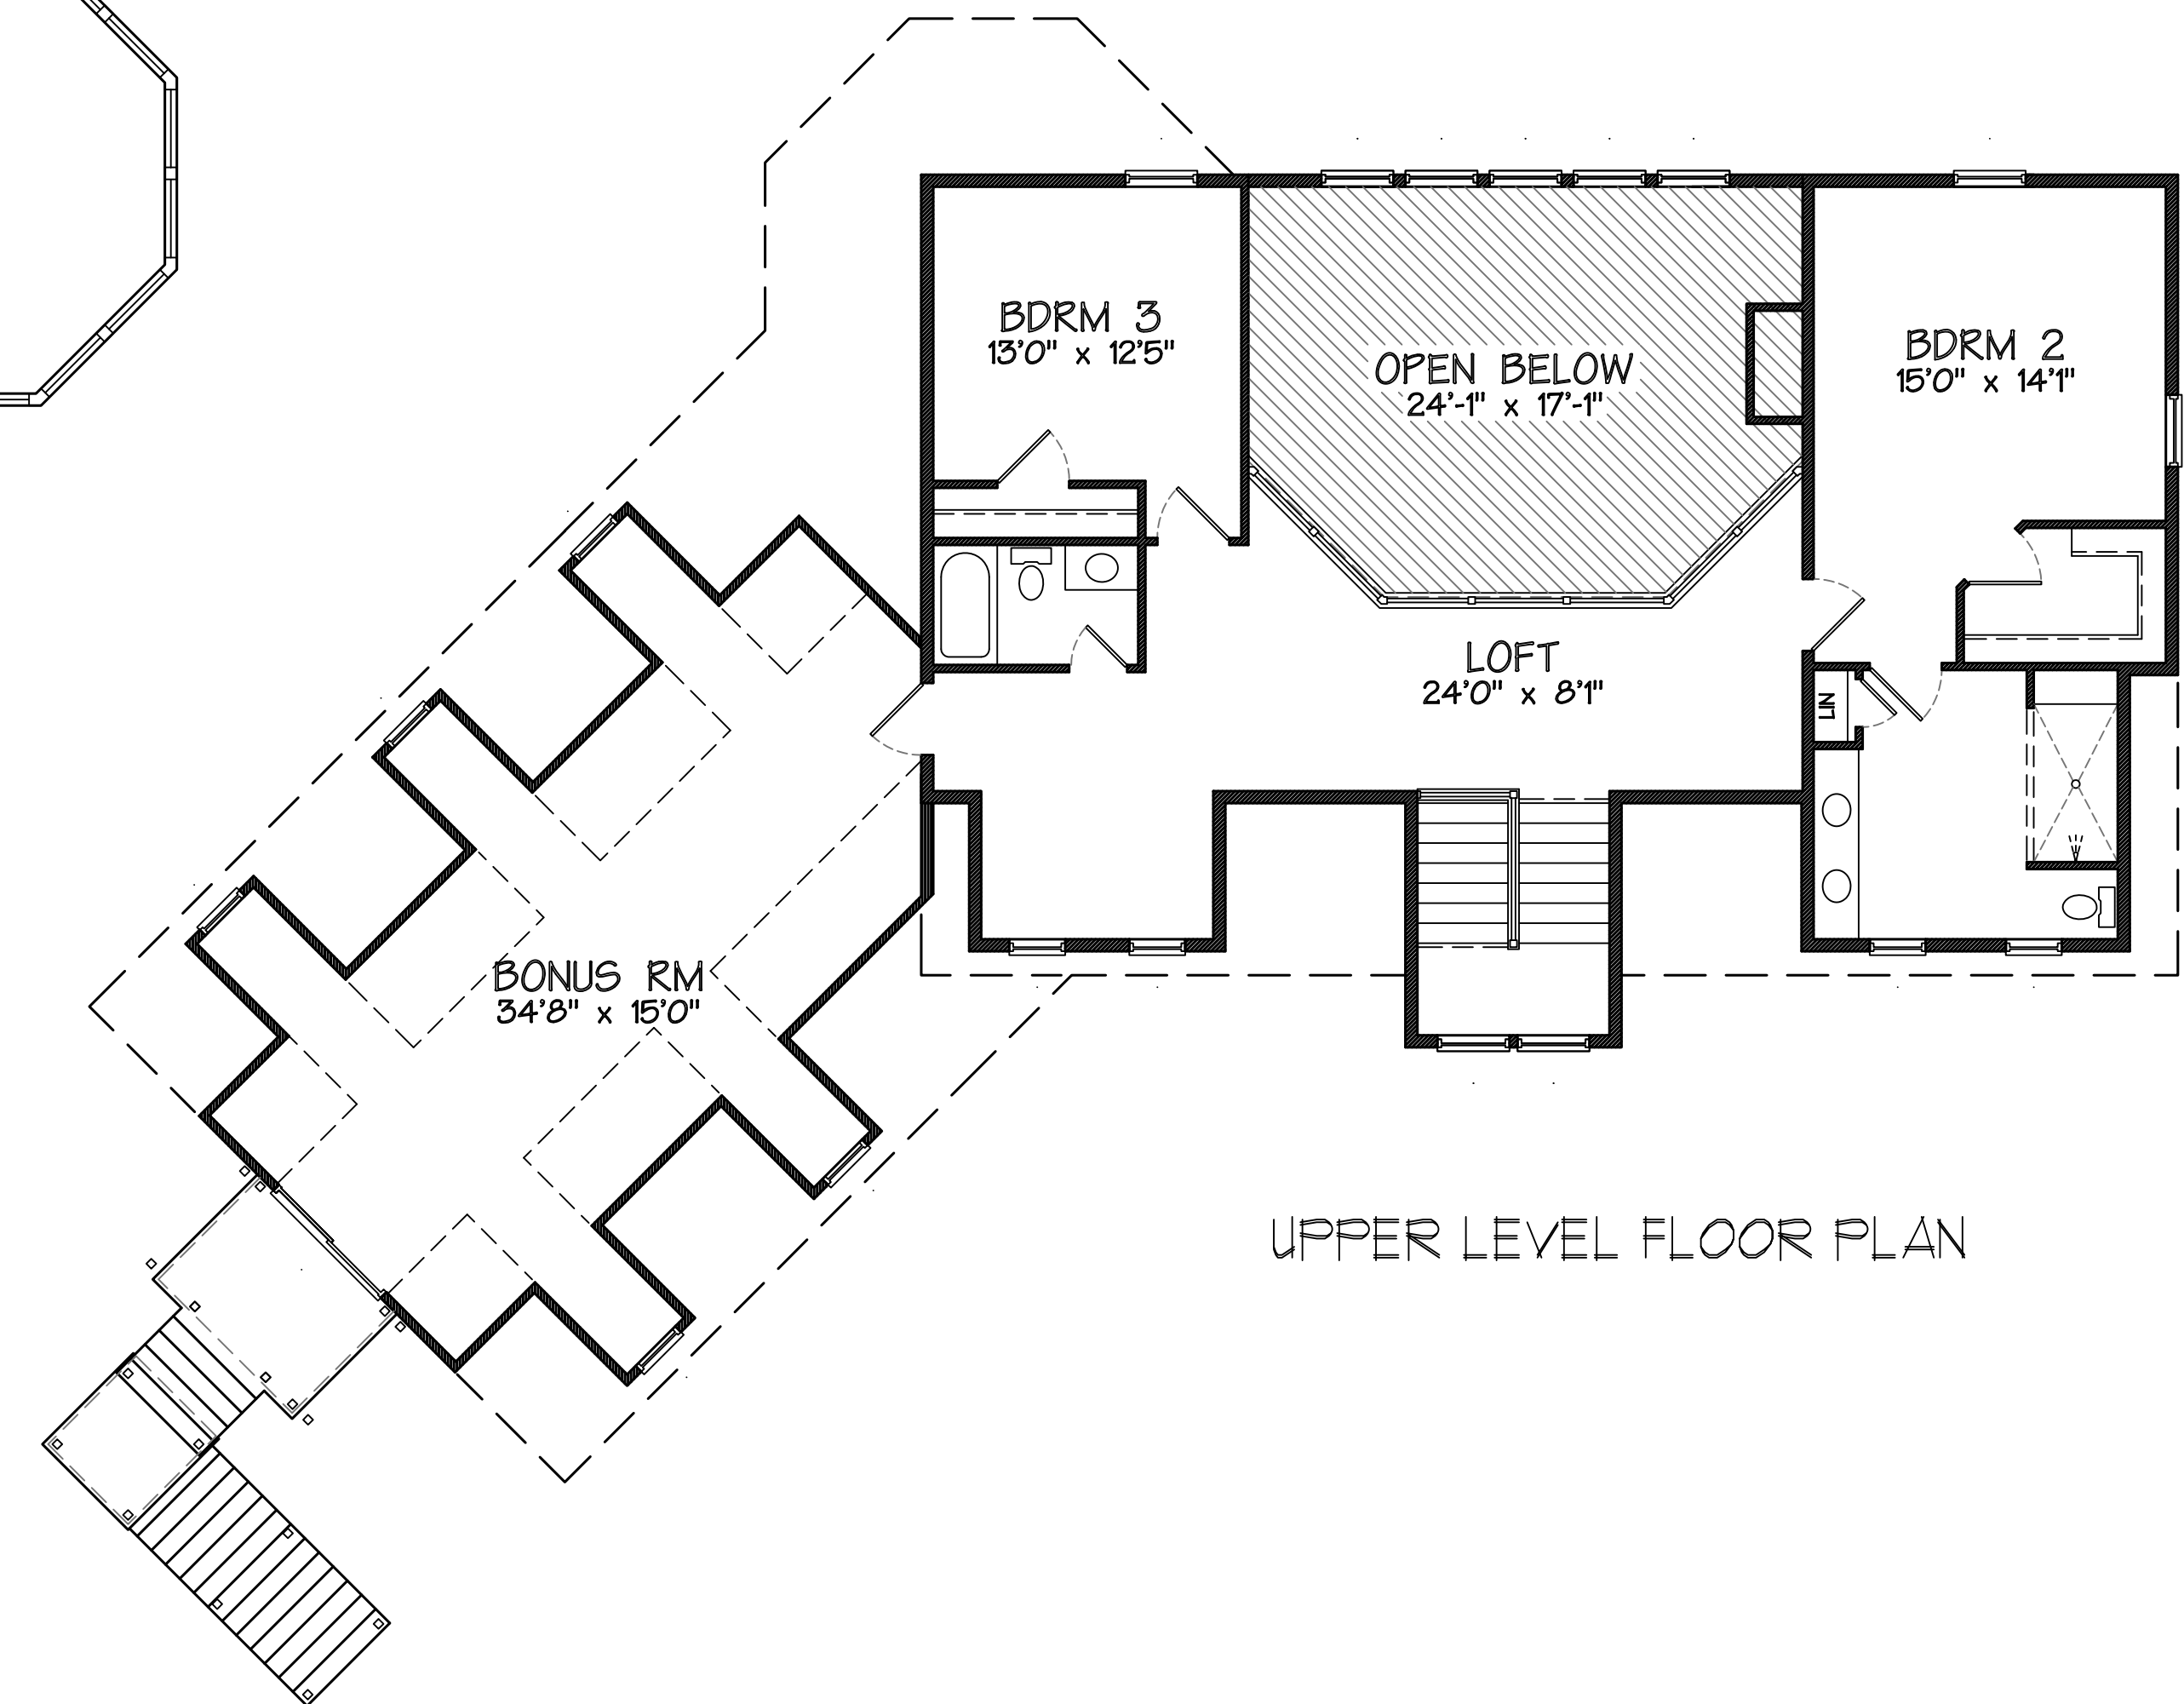 BDRM 3
13'0" x 12'5"
OPEN BELOW
24'-1" x 17'-1"
BDRM 2
15'0" x 14'1"
LOFT
24'0" x 8'1"
LIN
BONUS RM
34'8" x 15'0"
UPPER LEVEL FLOOR PLAN